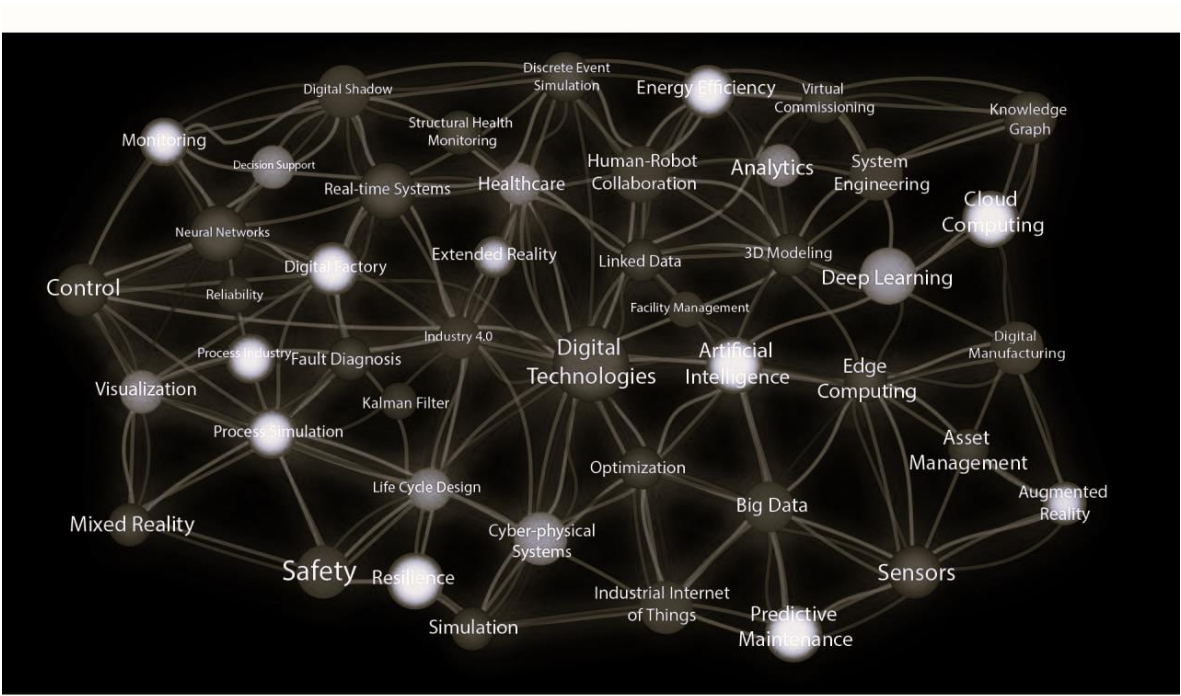 Discrete Event
Simulation
Digital Shadow
Energy Efficiency
Virtual
Commissioning
Knowledge
Graph
Structural Health
Monitoring
Monitoring
Decision Support
Real-time Systems
Healthcare
Human-Robot
Collaboration
Analytics
System
Engineering
Cloud
Computing
Neural Networks
Digital Factory
Extended Reality
Linked Data
3D Modeling
Deep Learning
Control
Reliability
Facility Management
Industry 4.0
Digital
Technologies
Artificial
Intelligence
Digital
Manufacturing
Process Industry
Fault Diagnosis
Edge
Computing
Visualization
Kalman Filter
Process Simulation
Asset
Management
Optimization
Life Cycle Design
Big Data
Augmented
Reality
Mixed Reality
Cyber-physical
Systems
Safety
Resilience
Sensors
Industrial Internet
of Things
Simulation
Predictive
Maintenance